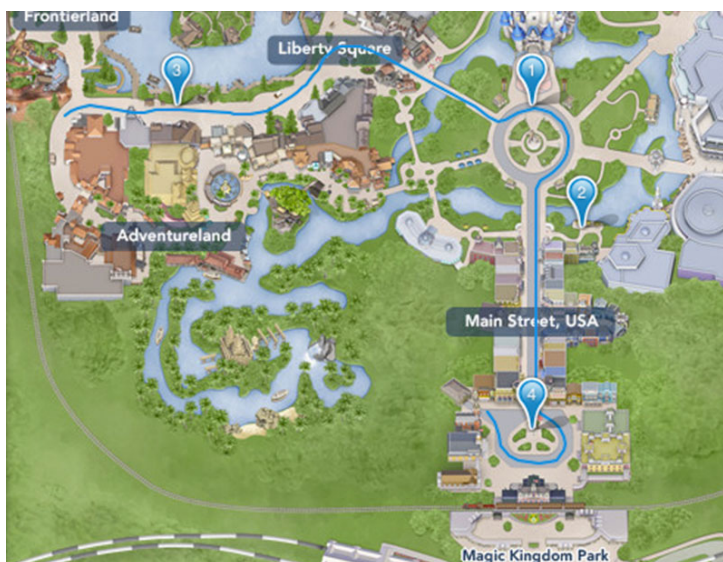 Frontierland
Liberty Square
3
1
2
Adventureland
Main Street, USA
4
Magic Kingdom Park